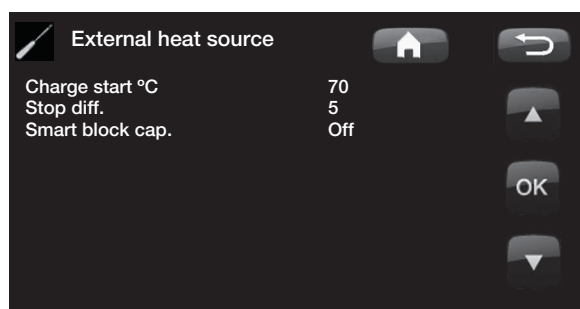 External heat source
Charge start ºC 70
Stop diff. 5
Smart block cap. Off
OK